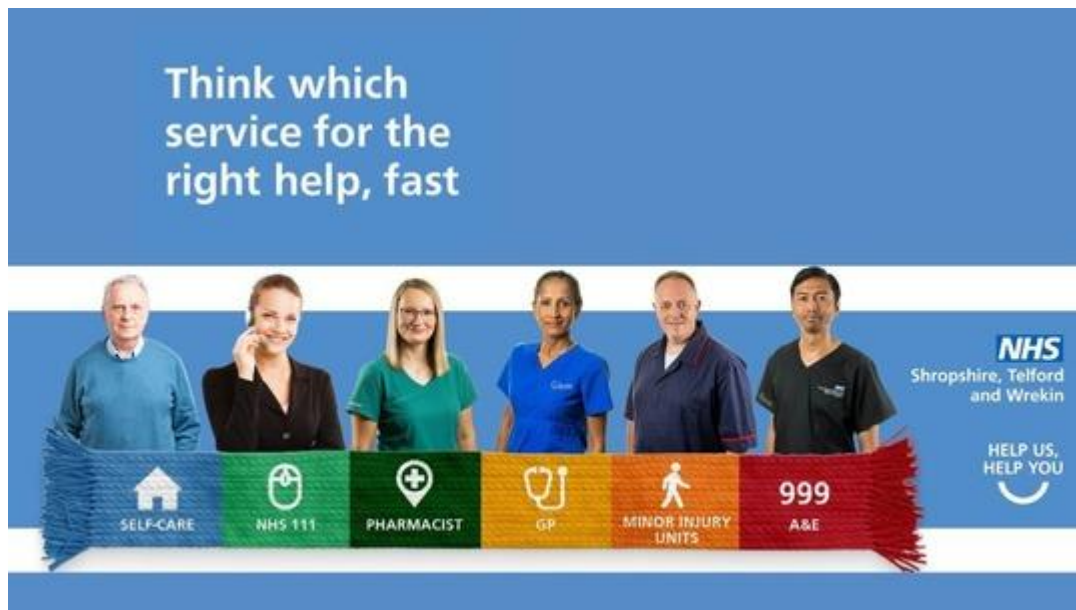 Think which
service for the
right help, fast
NHS
Shropshire, Telford
and Wrekin
HELP US,
HELP YOU
SELF-CARE
NHS 111
PHARMACIST
GP
MINOR INJURY
UNITS
999
A&E